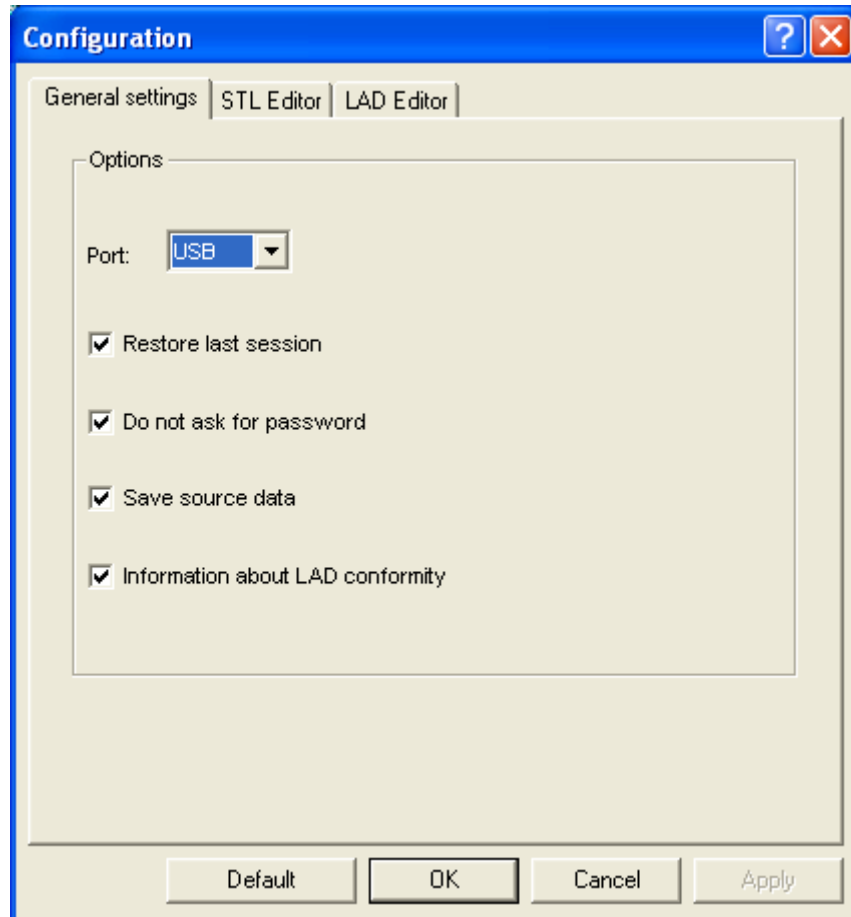 Configuration
?
General settings STL Editor LAD Editor
Options
Port: USB
Restore last session
Do not ask for password
Save source data
Information about LAD conformity
Default OK Cancel Apply